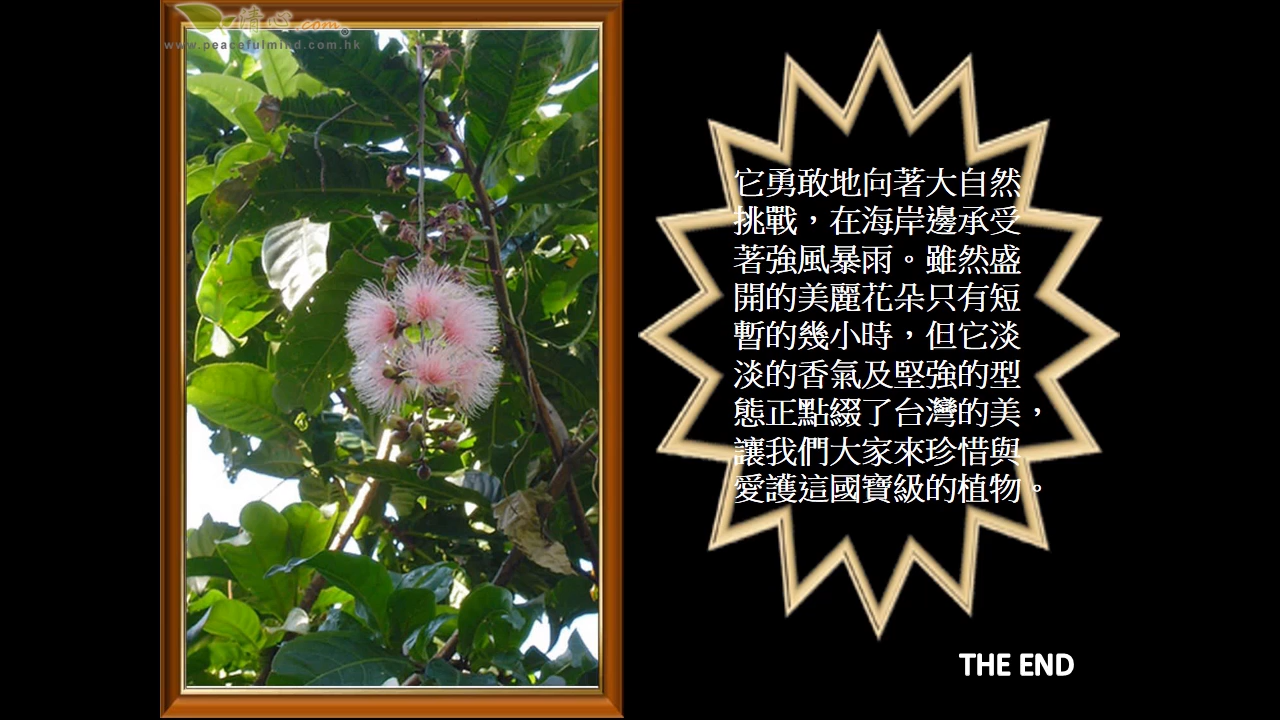 清心.com
www.peacefulmind.com.hk
它勇敢地向著大自然
挑戰，在海岸邊承受
著強風暴雨。雖然盛
開的美麗花朵只有短
暫的幾小時，但它淡
淡的香氣及堅強的型
態正點綴了台灣的美，
讓我們大家來珍惜與
愛護這國寶級的植物。
THE END